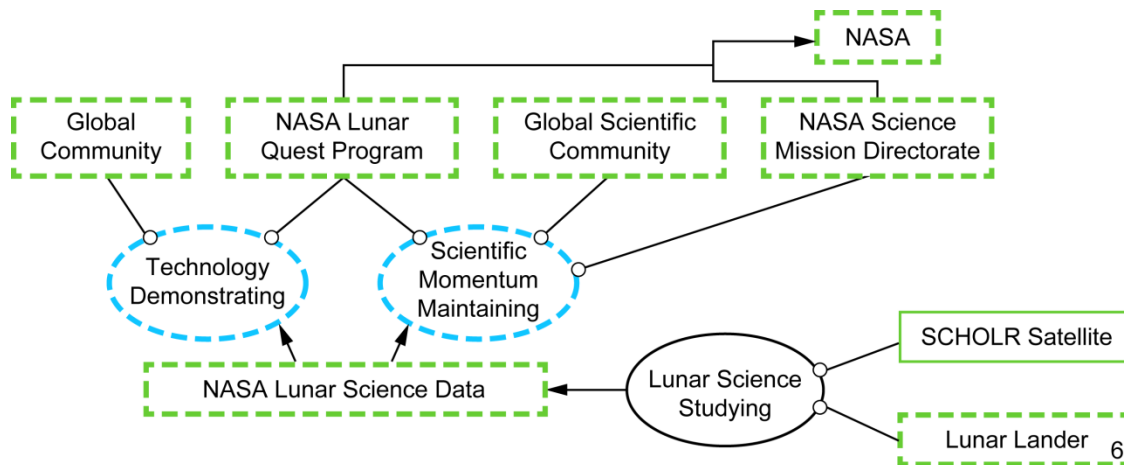 NASA
Global
Community
NASA Lunar
Quest Program
Global Scientific
Community
NASA Science
Mission Directorate
Technology
Demonstrating
Scientific
Momentum
Maintaining
NASA Lunar Science Data
Lunar Science
Studying
SCHOLR Satellite
Lunar Lander
6